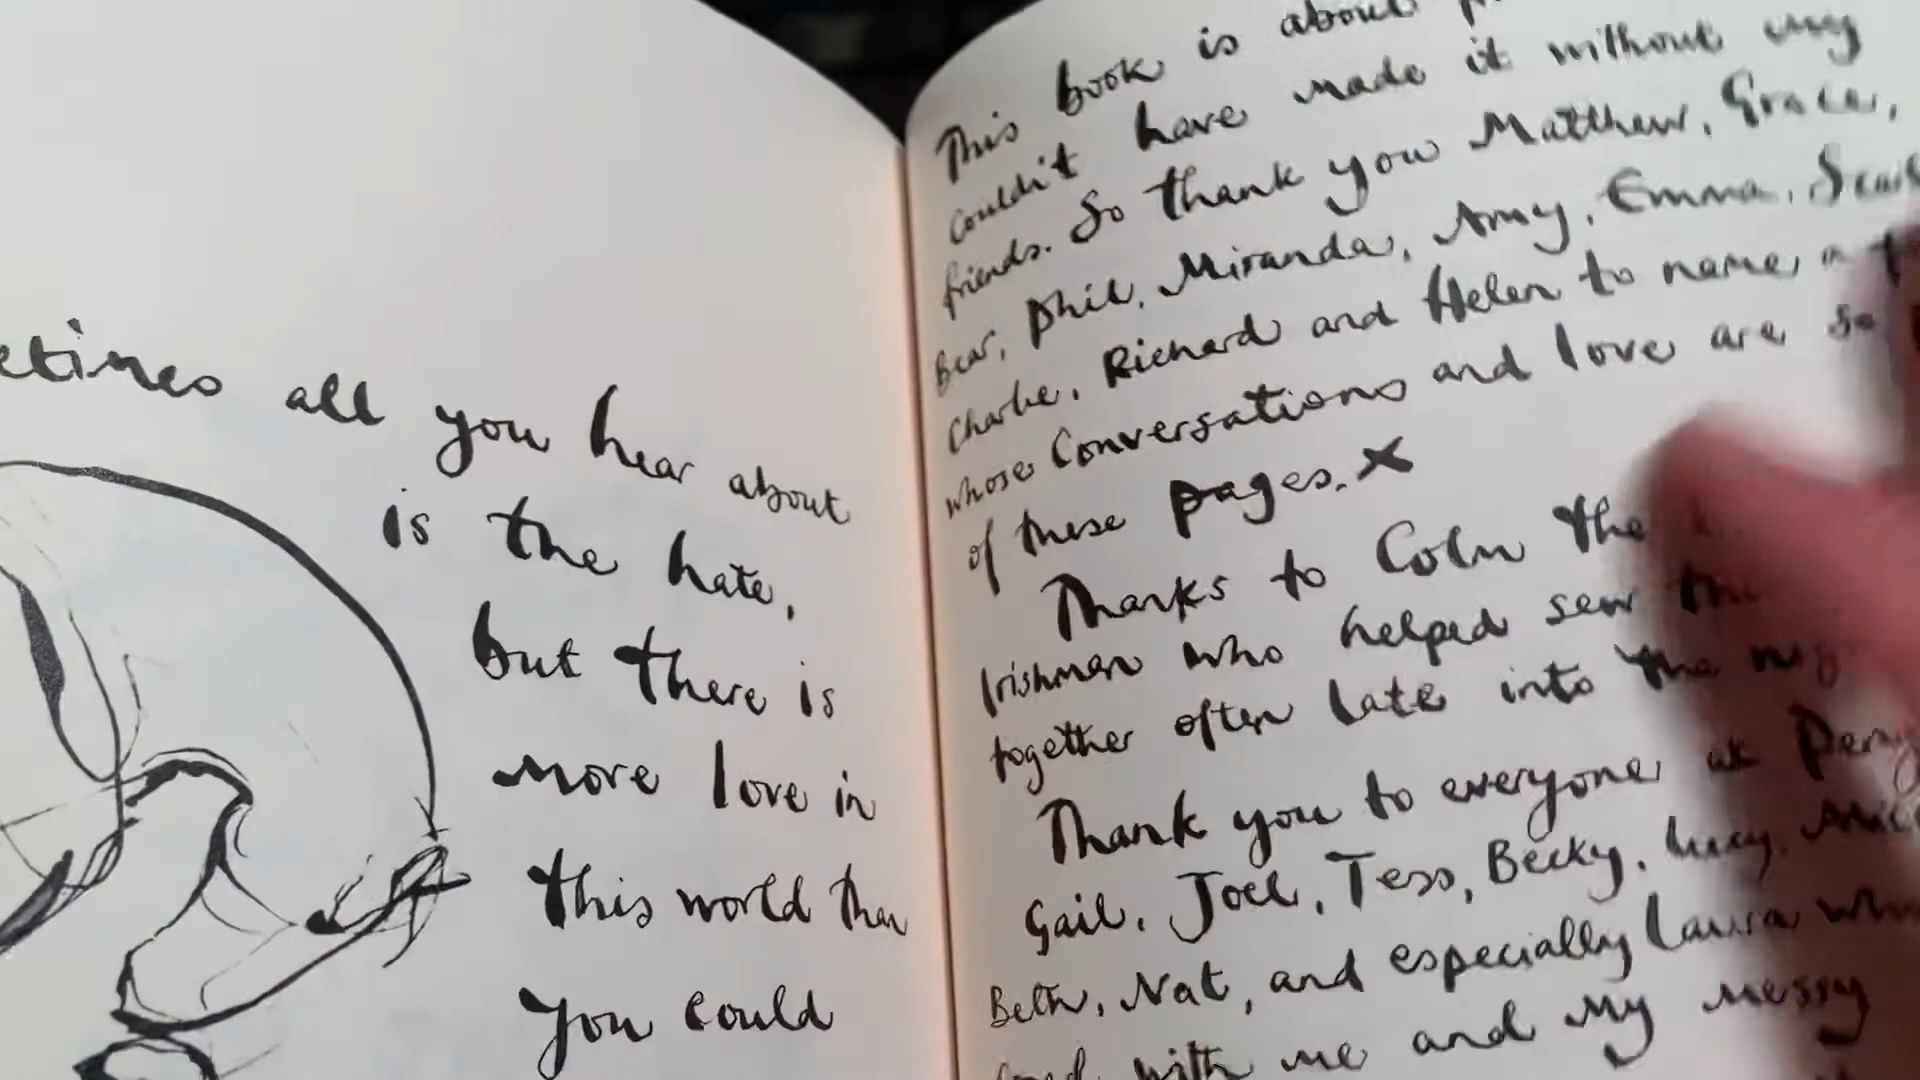 all you hear about
is the hate,
but there is
more love in
this world than
you could
This book is about
couldn't have made it without my
friends. So thank you Matthew, Grace,
Bear, Phil, Miranda, Amy, Emma,
Charlie, Richard and Helen to name a
whose conversations and love are so
of these pages. x
Thanks to Colm the
Irishman who helped sew
together often late into the
Thank you to everyone at
Gail, Joel, Tess, Becky, Lucy,
Beth, Nat, and especially Laura
with me and my messy